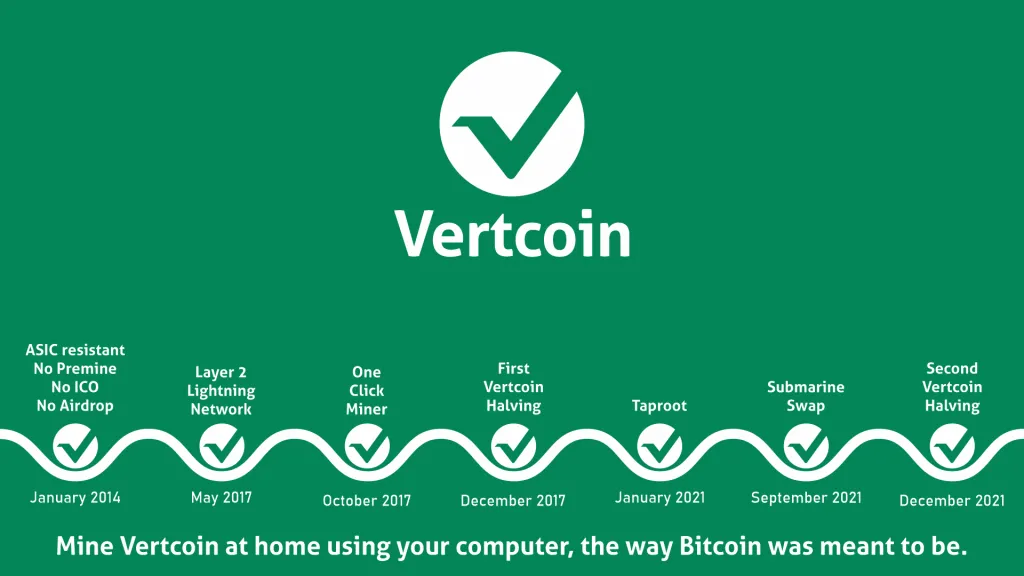 Vertcoin
ASIC resistant
No Premine
No ICO
No Airdrop
January 2014
Layer 2
Lightning
Network
May 2017
One
Click
Miner
October 2017
First
Vertcoin
Halving
December 2017
Taproot
January 2021
Submarine
Swap
September 2021
Second
Vertcoin
Halving
December 2021
Mine Vertcoin at home using your computer, the way Bitcoin was meant to be.